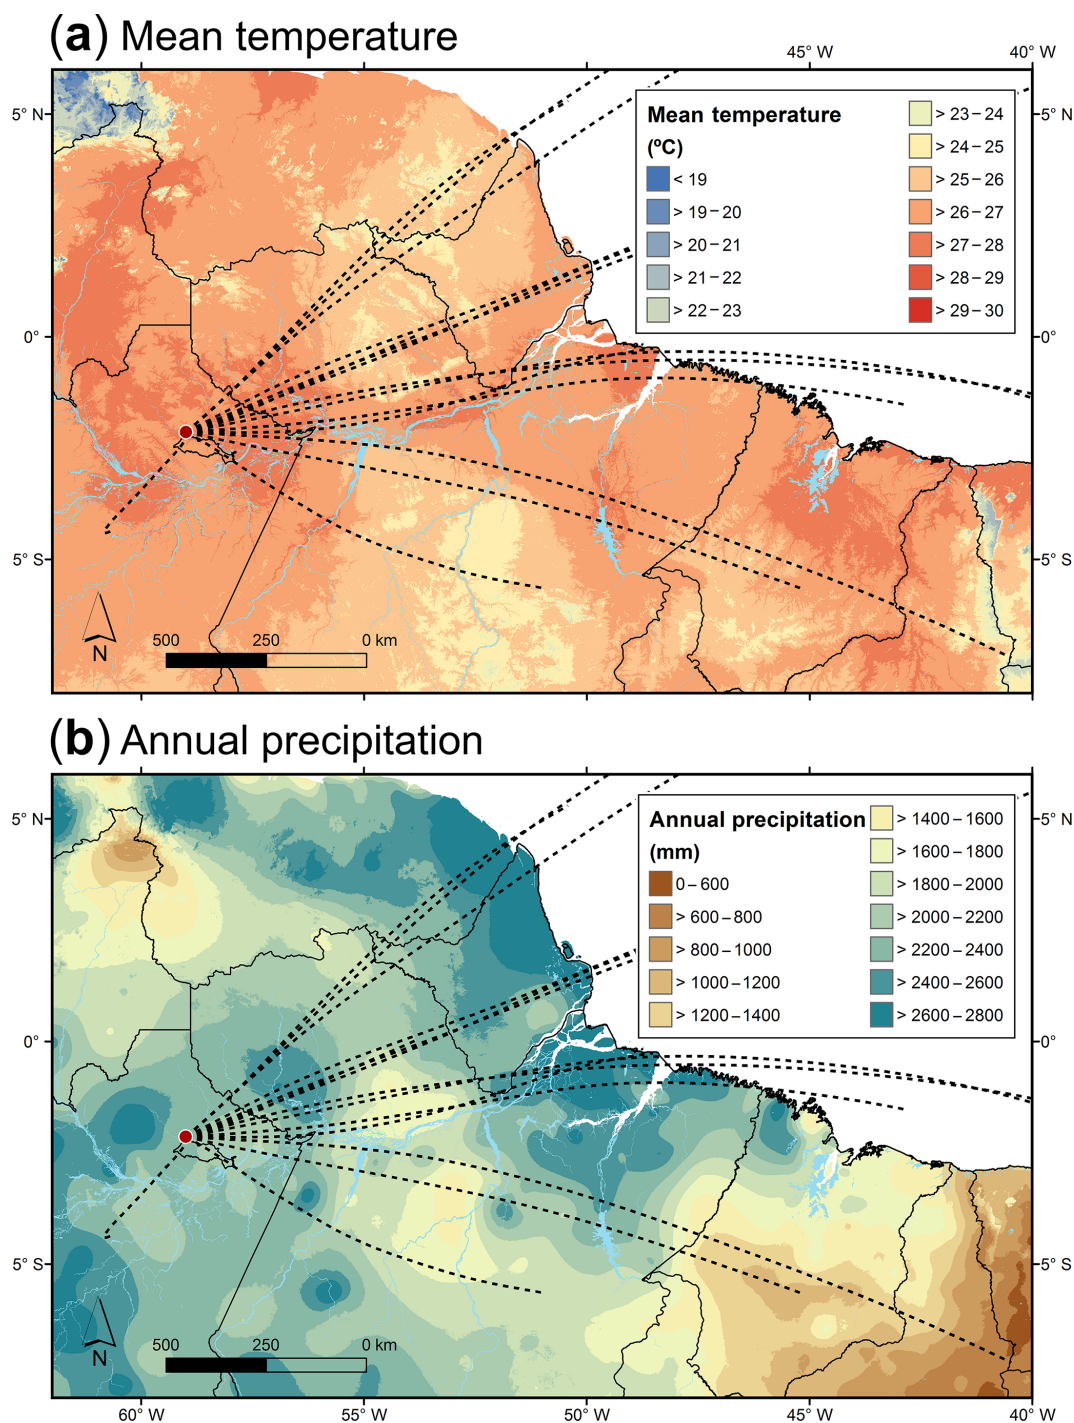 (a) Mean temperature
45° W
40° W
5° N
5° N
Mean temperature
(ºC)
< 19
> 19 – 20
> 20 – 21
> 21 – 22
> 22 – 23
> 23 – 24
> 24 – 25
> 25 – 26
> 26 – 27
> 27 – 28
> 28 – 29
> 29 – 30
0°
0°
5° S
5° S
N
500
250
0 km
(b) Annual precipitation
5° N
5° N
Annual precipitation
(mm)
0 – 600
> 600 – 800
> 800 – 1000
> 1000 – 1200
> 1200 – 1400
> 1400 – 1600
> 1600 – 1800
> 1800 – 2000
> 2000 – 2200
> 2200 – 2400
> 2400 – 2600
> 2600 – 2800
0°
0°
5° S
5° S
N
500
250
0 km
60° W
55° W
50° W
45° W
40° W